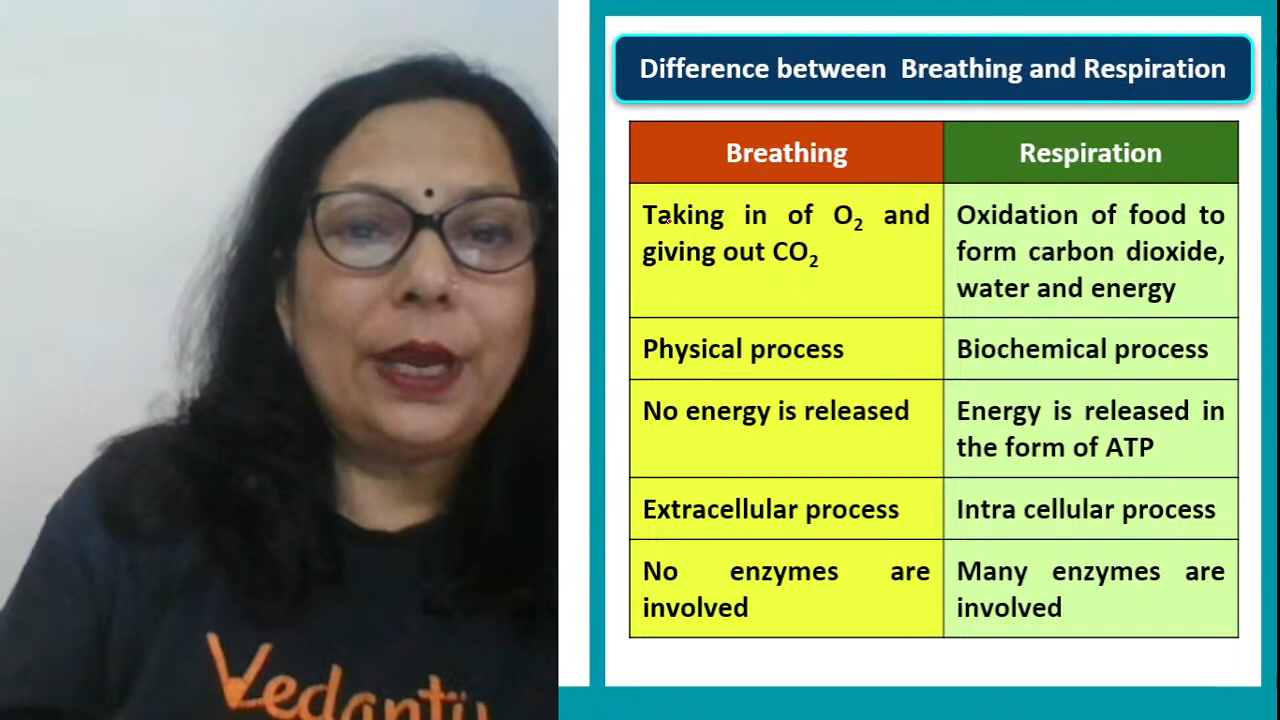 Difference between Breathing and Respiration
Breathing
Respiration
Taking in of O₂ and
giving out CO₂
Oxidation of food to
form carbon dioxide,
water and energy
Physical process
Biochemical process
No energy is released
Energy is released in
the form of ATP
Extracellular process
Intra cellular process
No enzymes are
involved
Many enzymes are
involved
Vedantu